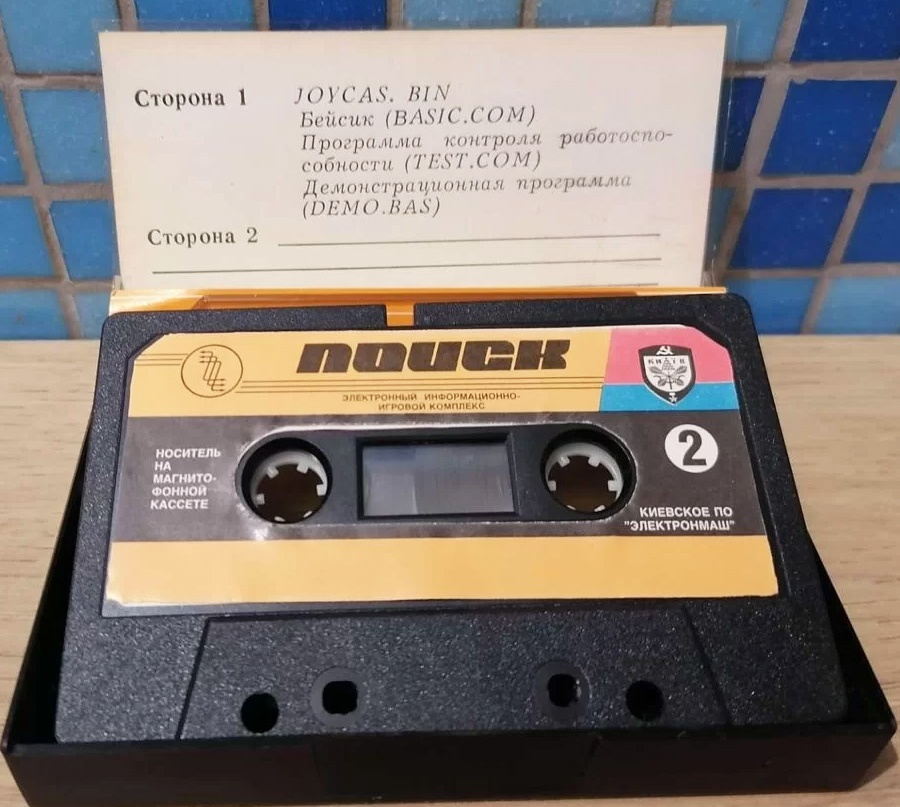 Сторона 1
JOYCAS. BIN
Бейсик (BASIC.COM)
Программа контроля работоспо-
собности (TEST.COM)
Демонстрационная программа
(DEMO.BAS)
Сторона 2
ПОИСК
ЭЛЕКТРОННЫЙ ИНФОРМАЦИОННО-
ИГРОВОЙ КОМПЛЕКС
КИЇВ
НОСИТЕЛЬ
НА
МАГНИТО-
ФОННОЙ
КАССЕТЕ
2
КИЕВСКОЕ ПО
"ЭЛЕКТРОНМАШ"